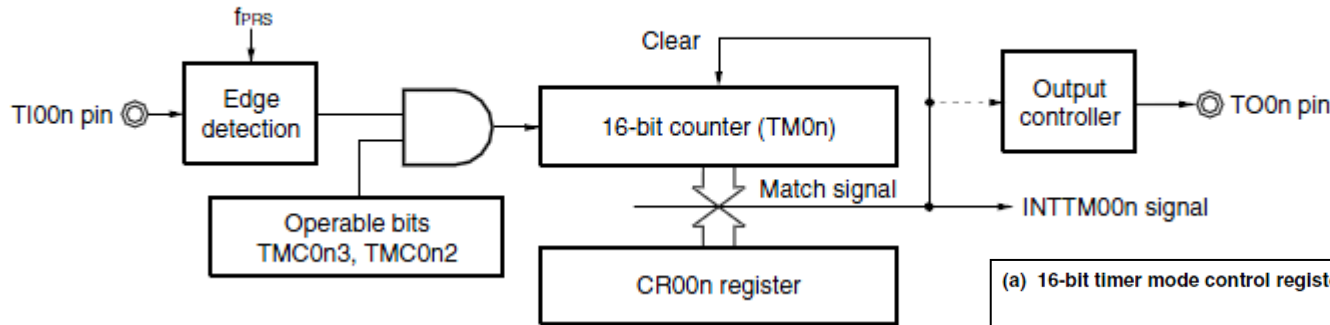 fPRS
Clear
TI00n pin
Edge
detection
16-bit counter (TM0n)
Output
controller
TO0n pin
Match signal
Operable bits
TMC0n3, TMC0n2
INTTM00n signal
CR00n register
(a) 16-bit timer mode control regist